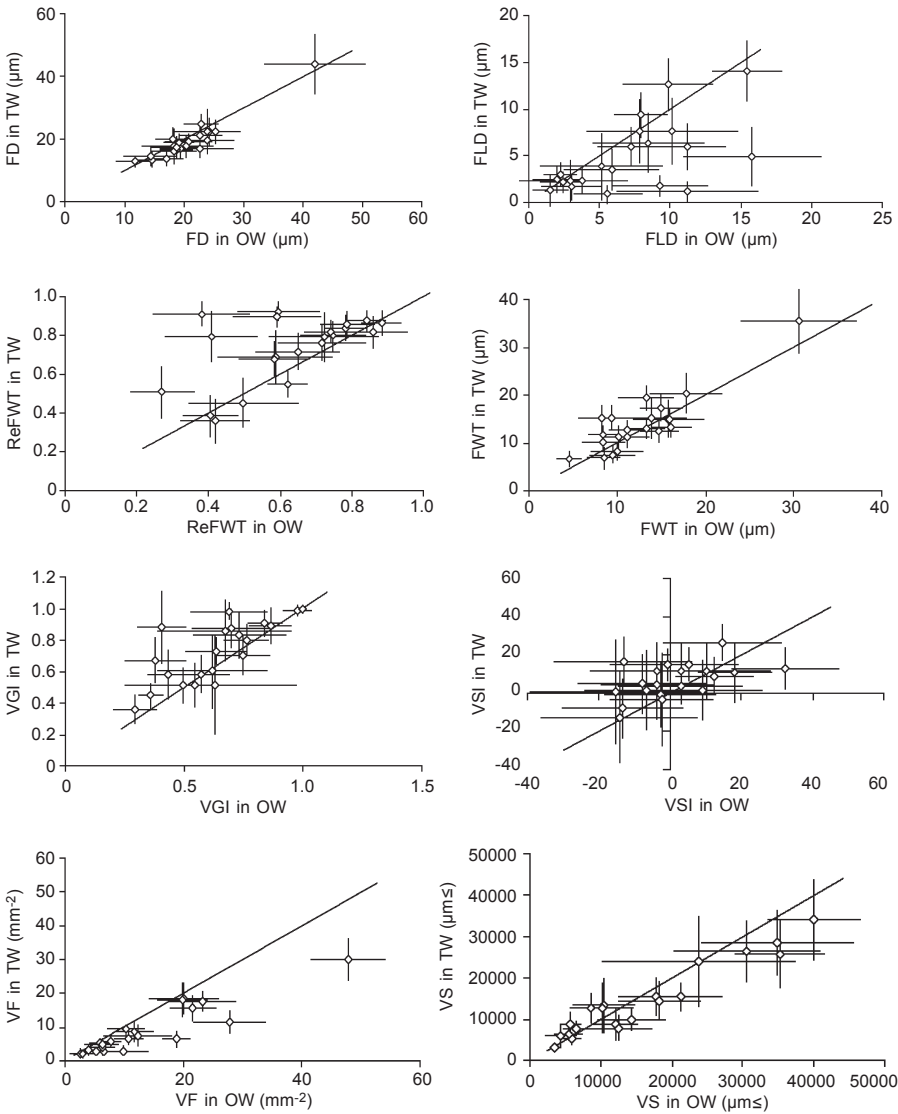 60
40
20
0
FD in TW (µm)
0 10 20 30 40 50 60
FD in OW (µm)
20
15
10
5
0
FLD in TW (µm)
0 5 10 15 20 25
FLD in OW (µm)
1.0
0.8
0.6
0.4
0.2
0
ReFWT in TW
0 0.2 0.4 0.6 0.8 1.0
ReFWT in OW
40
30
20
10
0
FWT in TW (µm)
0 10 20 30 40
FWT in OW (µm)
1.2
1.0
0.8
0.6
0.4
0.2
0
VGI in TW
0 0.5 1.0 1.5
VGI in OW
60
40
20
0
-20
-40
VSI in TW
-40 -20 0 20 40 60
VSI in OW
60
50
40
30
20
10
0
VF in TW (mm-2)
0 20 40 60
VF in OW (mm-2)
50000
40000
30000
20000
10000
0
VS in TW (µm≤)
0 10000 20000 30000 40000 50000
VS in OW (µm≤)